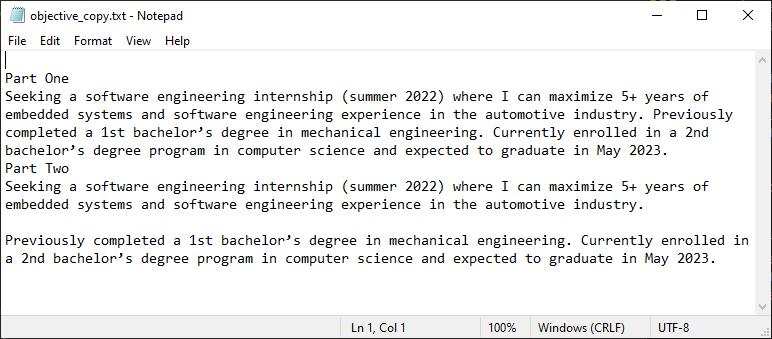 objective_copy.txt - Notepad
File Edit Format View Help
Part One
Seeking a software engineering internship (summer 2022) where I can maximize 5+ years of
embedded systems and software engineering experience in the automotive industry. Previously
completed a 1st bachelor’s degree in mechanical engineering. Currently enrolled in a 2nd
bachelor’s degree program in computer science and expected to graduate in May 2023.
Part Two
Seeking a software engineering internship (summer 2022) where I can maximize 5+ years of
embedded systems and software engineering experience in the automotive industry.
Previously completed a 1st bachelor’s degree in mechanical engineering. Currently enrolled in
a 2nd bachelor’s degree program in computer science and expected to graduate in May 2023.
Ln 1, Col 1 100% Windows (CRLF) UTF-8